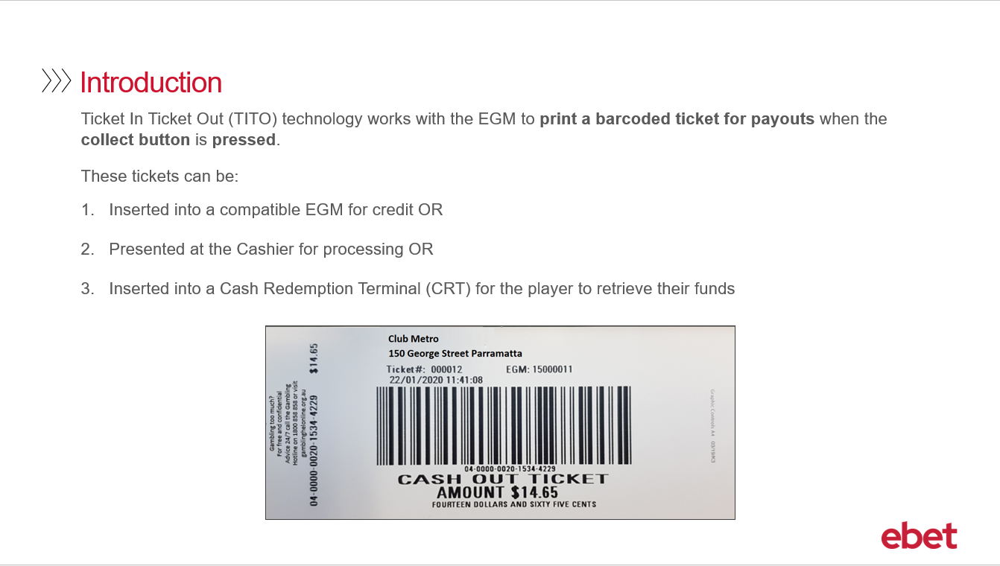 Introduction
Ticket In Ticket Out (TITO) technology works with the EGM to print a barcoded ticket for payouts when the
collect button is pressed.
These tickets can be:
1. Inserted into a compatible EGM for credit OR
2. Presented at the Cashier for processing OR
3. Inserted into a Cash Redemption Terminal (CRT) for the player to retrieve their funds
Gambling too much?
For free and confidential
Advice 24/7 call the Gambling
Hotline on 1800 858 858 or visit
gamblinghelponline.org.au
04-0000-0020-1534-4229 $14.65
Club Metro
150 George Street Parramatta
Ticket#: 000012 EGM: 15000011
22/01/2020 11:41:08
04-0000-0020-1534-4229
CASH OUT TICKET
AMOUNT $14.65
FOURTEEN DOLLARS AND SIXTY FIVE CENTS
Graphic Controls A4 03/19/K3
ebet